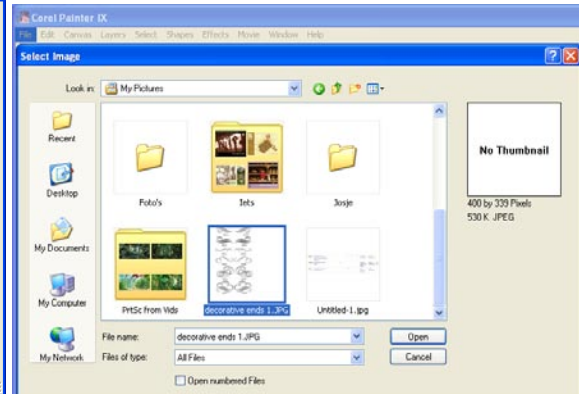 Corel Painter IX
File Edit Canvas Layers Select Shapes Effects Movie Window Help
Select Image
Look in: My Pictures
Recent
Desktop
My Documents
My Computer
My Network
Foto's
Iets
Josje
PrtSc from Vids
decorative ends 1.JPG
Untitled-1.jpg
No Thumbnail
400 by 339 Pixels
530 K JPEG
File name: decorative ends 1.JPG Open
Files of type: All Files Cancel
Open numbered Files